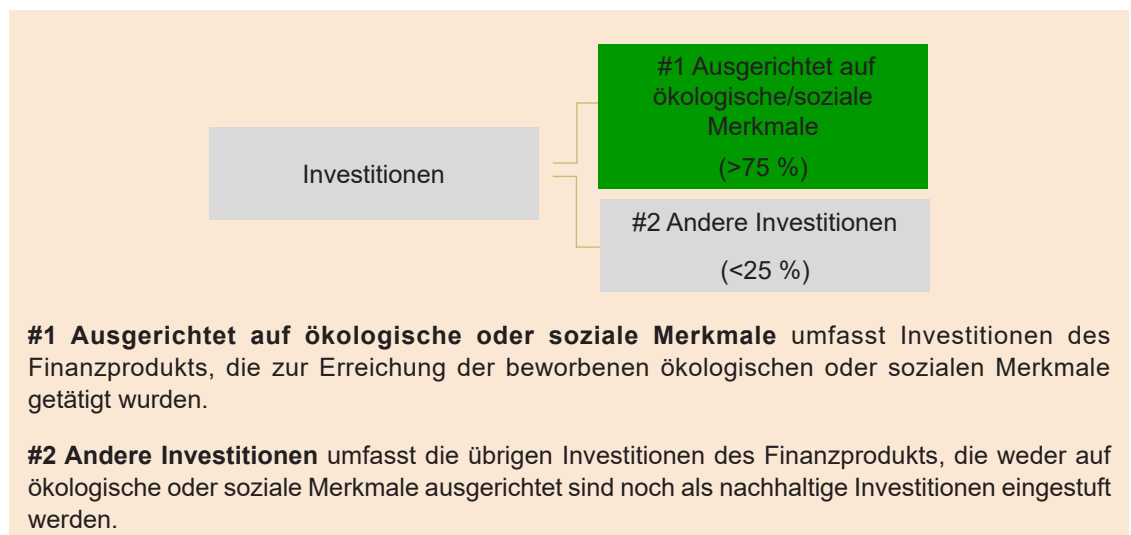 #1 Ausgerichtet auf
ökologische/soziale
Merkmale
(>75 %)
Investitionen
#2 Andere Investitionen
(<25 %)
#1 Ausgerichtet auf ökologische oder soziale Merkmale umfasst Investitionen des
Finanzprodukts, die zur Erreichung der beworbenen ökologischen oder sozialen Merkmale
getätigt wurden.
#2 Andere Investitionen umfasst die übrigen Investitionen des Finanzprodukts, die weder auf
ökologische oder soziale Merkmale ausgerichtet sind noch als nachhaltige Investitionen eingestuft
werden.